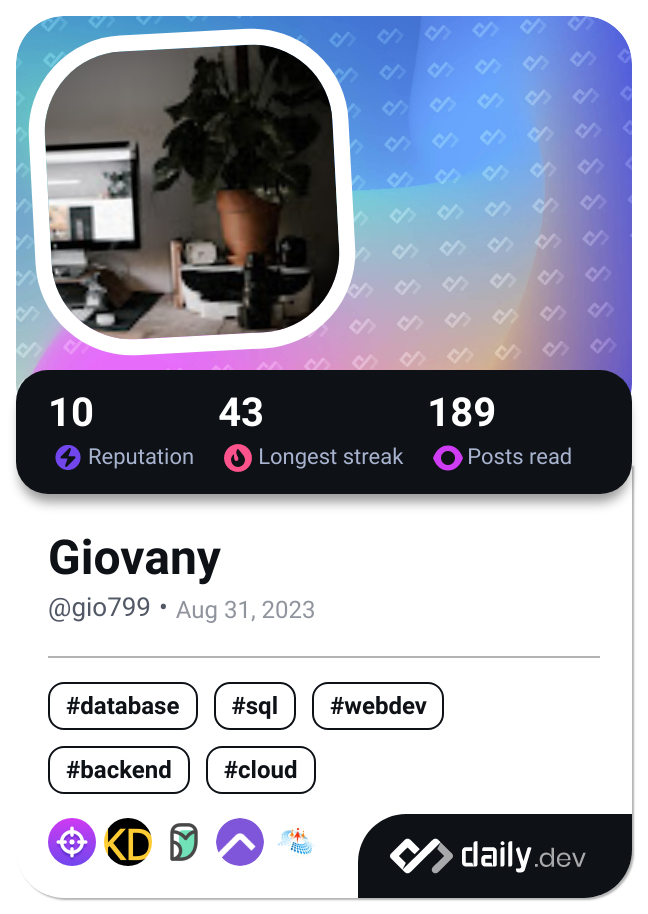 10 43 189
Reputation Longest streak Posts read
Giovany
@gio799 • Aug 31, 2023
#database #sql #webdev
#backend #cloud
KD
daily.dev